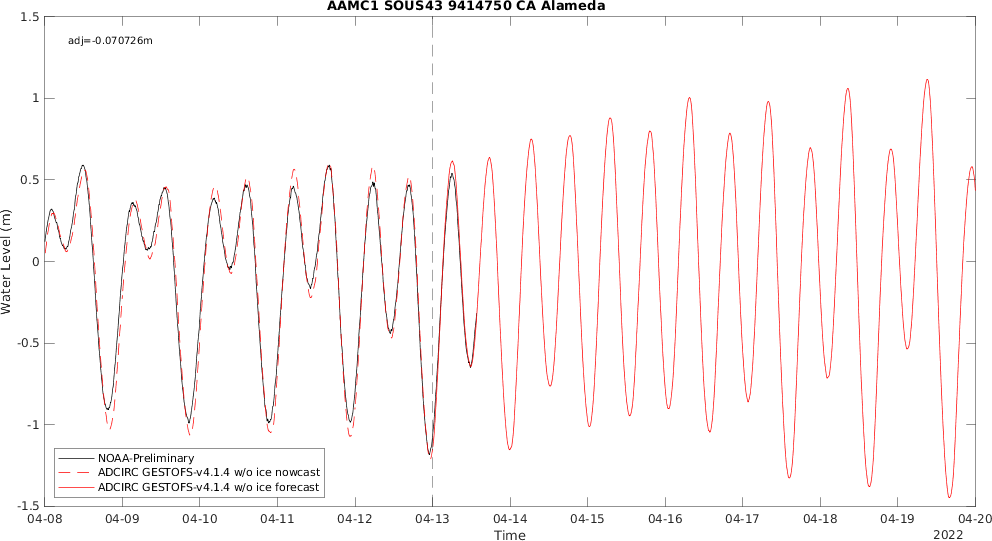 AAMC1 SOUS43 9414750 CA Alameda
1.5
adj=-0.070726m
1
0.5
0
-0.5
-1
-1.5
Water Level (m)
NOAA-Preliminary
ADCIRC GESTOFS-v4.1.4 w/o ice nowcast
ADCIRC GESTOFS-v4.1.4 w/o ice forecast
04-08 04-09 04-10 04-11 04-12 04-13 04-14 04-15 04-16 04-17 04-18 04-19 04-20
Time
2022